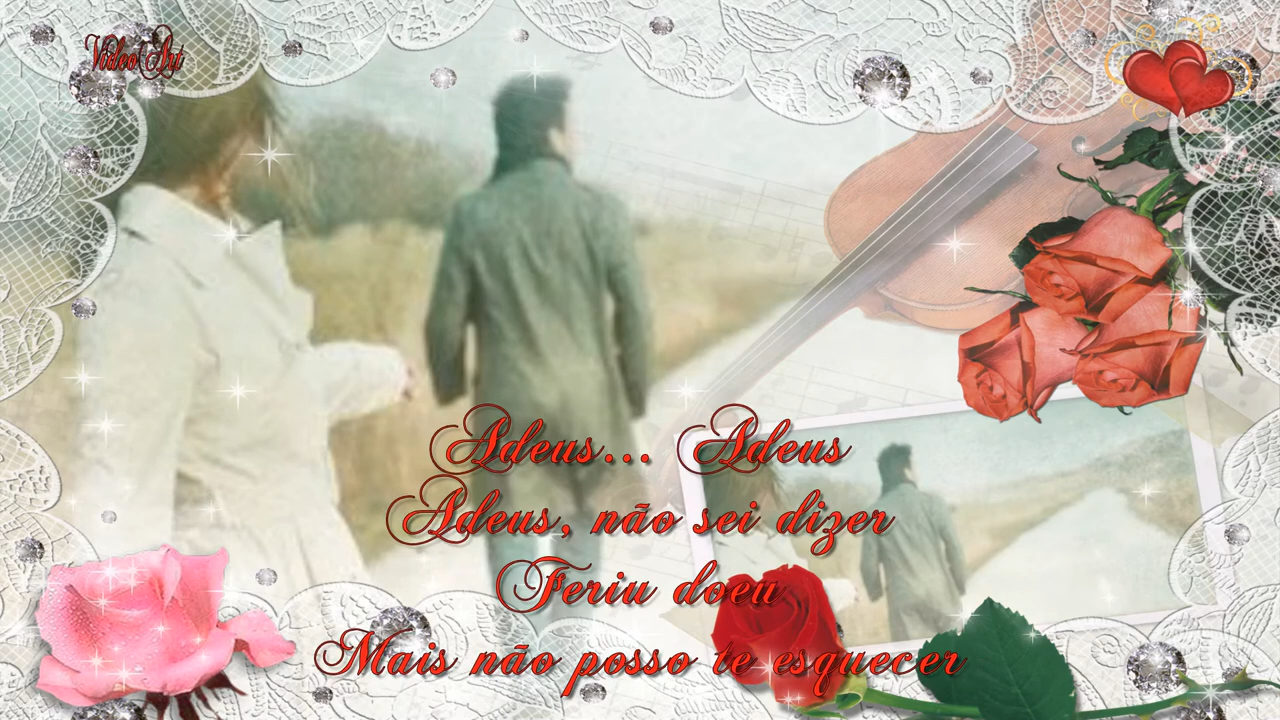 VideoArt
Adeus... Adeus
Adeus, não sei dizer
Feriu doeu
Mais não posso te esquecer